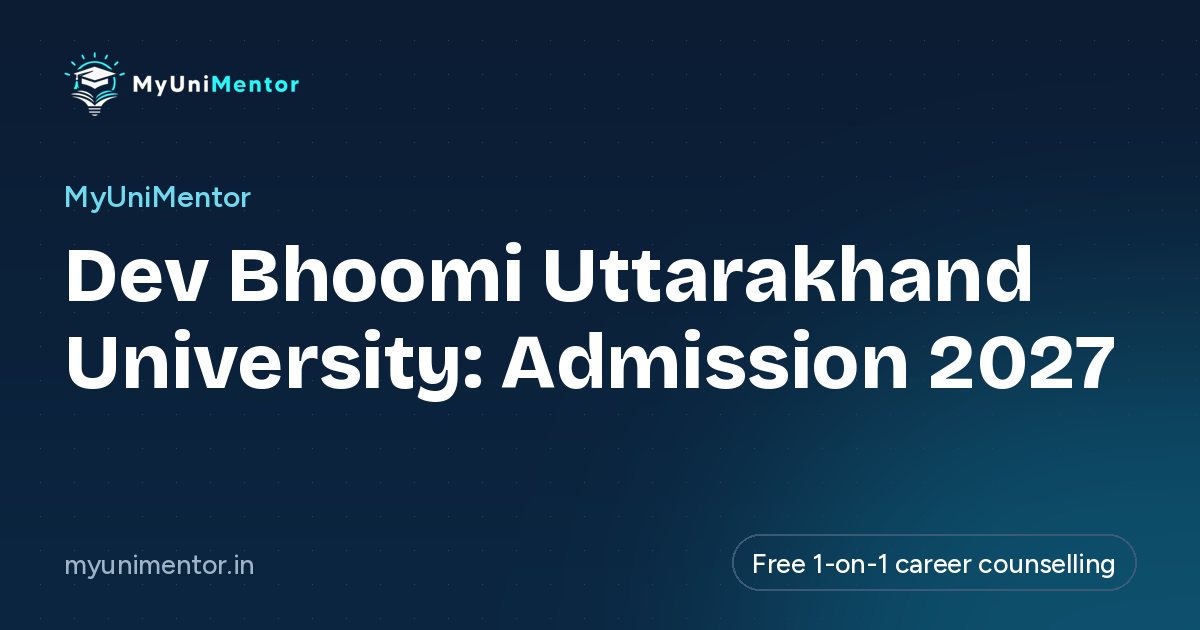 MyUniMentor
MyUniMentor
Dev Bhoomi Uttarakhand
University: Admission 2027
myunimentor.in
Free 1-on-1 career counselling